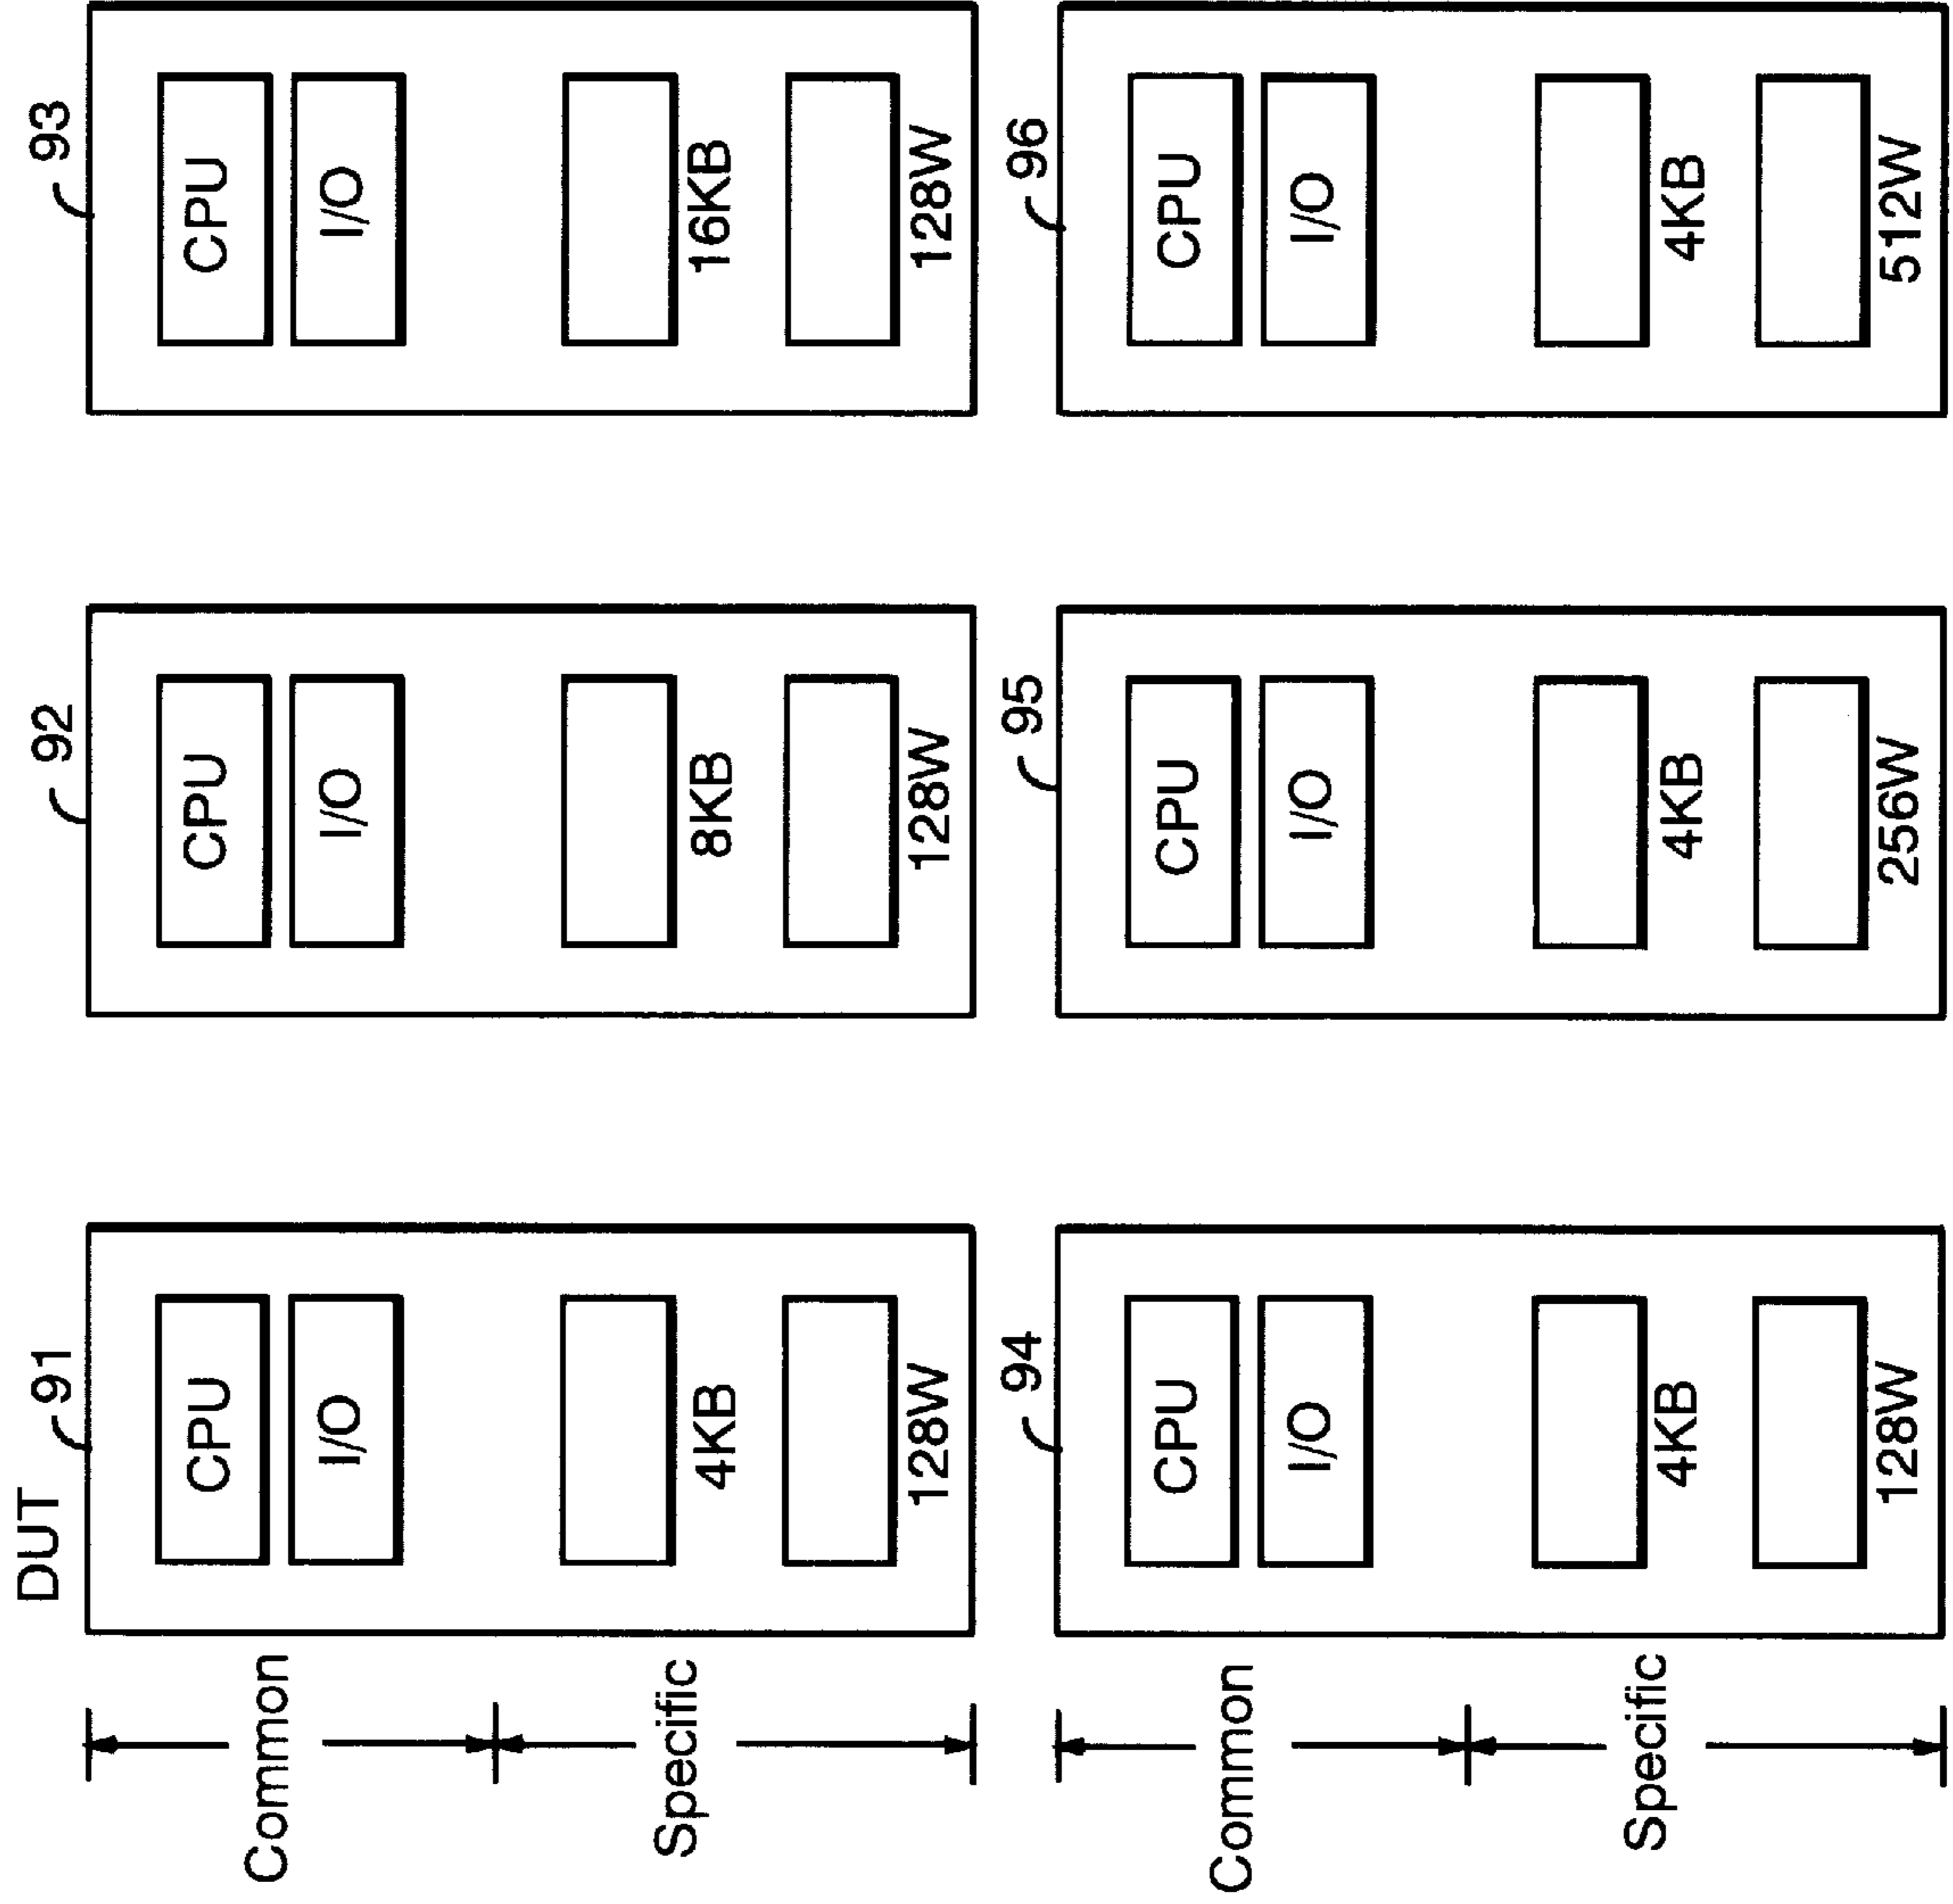 DUT 91 92 93
CPU CPU CPU
Common
I/O I/O I/O
Specific
4KB 8KB 16KB
128W 128W 128W
94 95 96
CPU CPU CPU
Common
I/O I/O I/O
Specific
4KB 4KB 4KB
128W 256W 512W